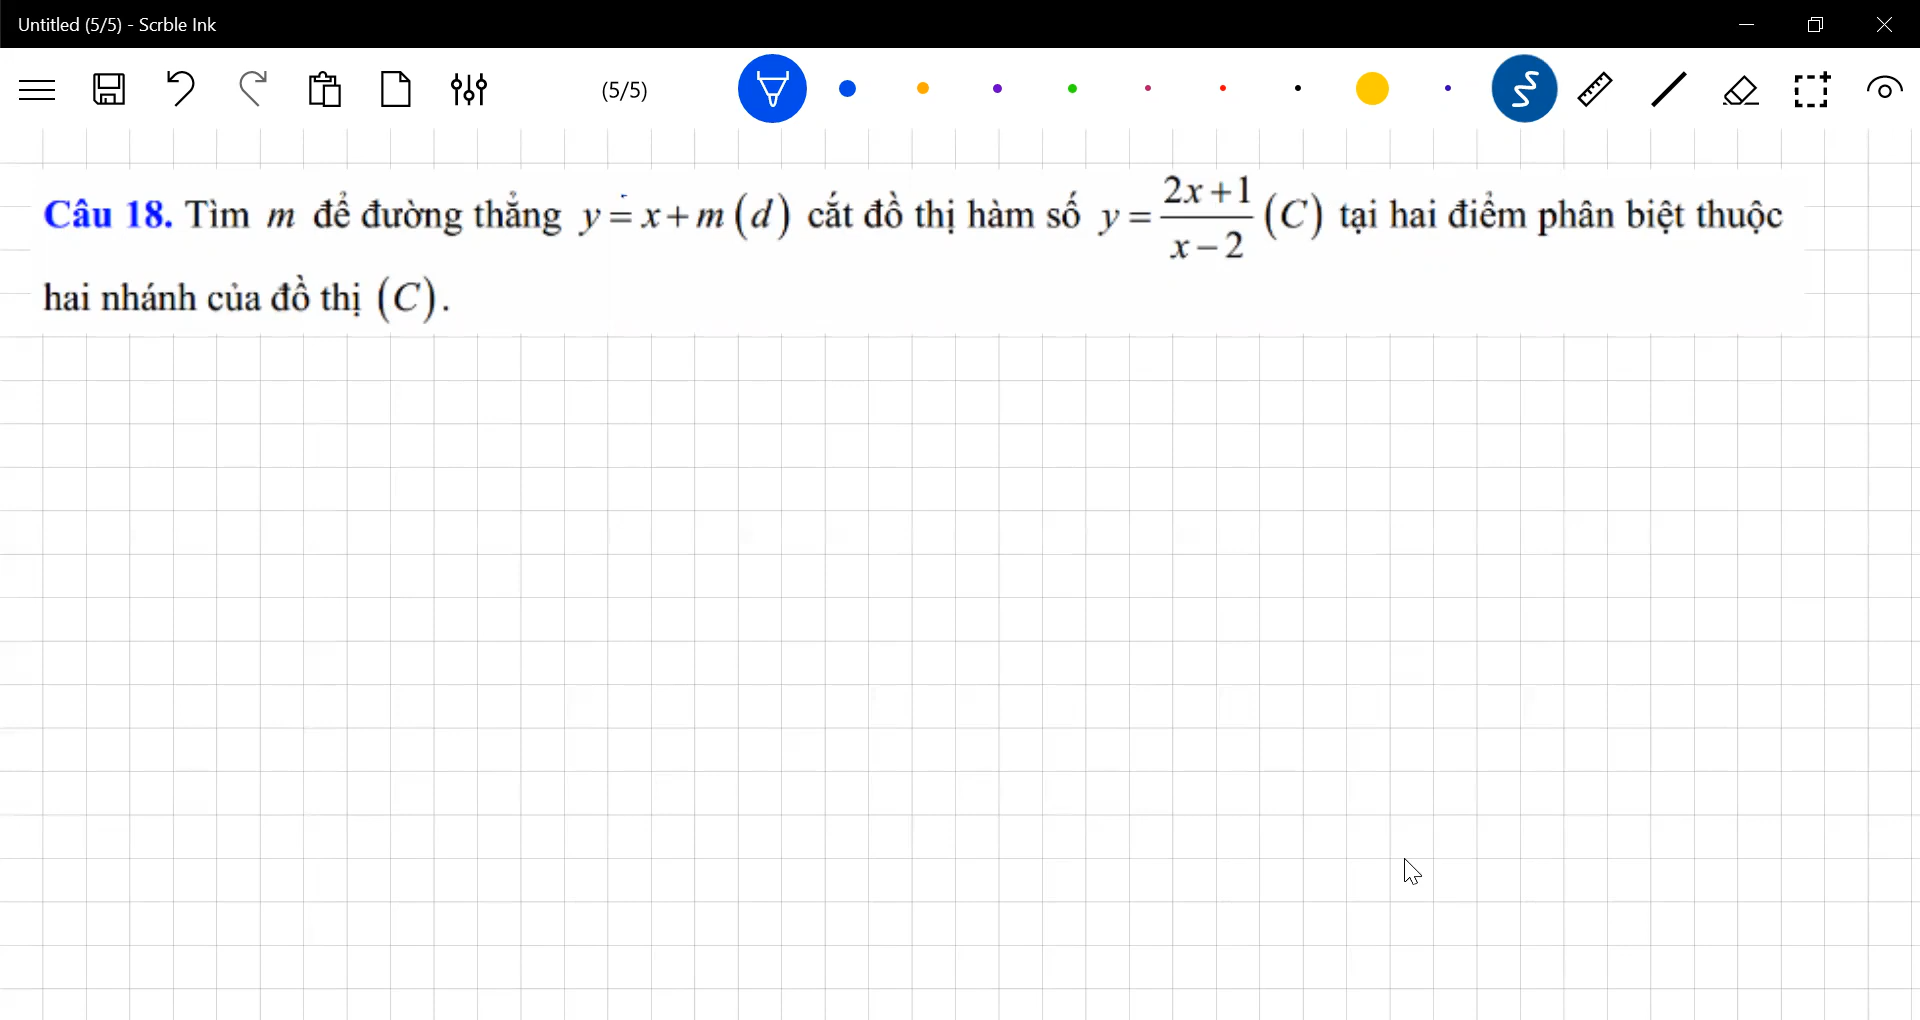 Untitled (5/5) - Scrble Ink
(5/5)
Câu 18. Tìm m để đường thẳng y = x + m (d) cắt đồ thị hàm số y = \frac{2x+1}{x-2} (C) tại hai điểm phân biệt thuộc
hai nhánh của đồ thị (C).